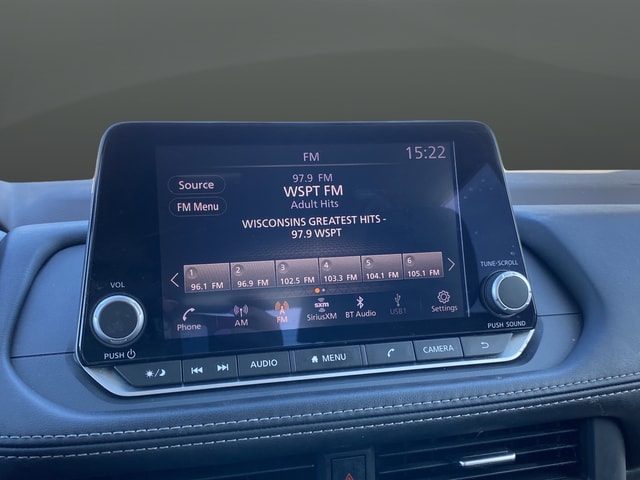 FM
15:22
Source
97.9 FM
WSPT FM
FM Menu
Adult Hits
WISCONSINS GREATEST HITS -
97.9 WSPT
1 2 3 4 5 6
96.1 FM 96.9 FM 102.5 FM 103.3 FM 104.1 FM 105.1 FM
VOL
TUNE·SCROLL
Phone AM FM SiriusXM BT Audio USB1 Settings
sxm
PUSH
PUSH SOUND
AUDIO MENU CAMERA